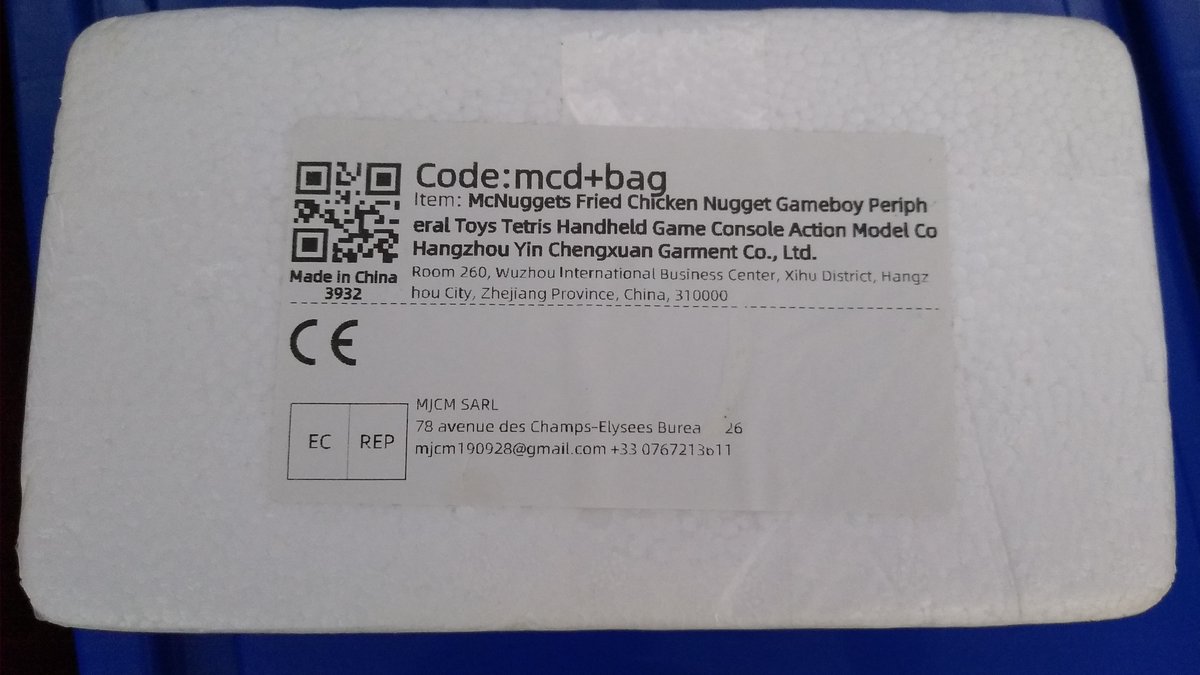 Code:mcd+bag
Item: McNuggets Fried Chicken Nugget Gameboy Periph
eral Toys Tetris Handheld Game Console Action Model Co
Hangzhou Yin Chengxuan Garment Co., Ltd.
Room 260, Wuzhou International Business Center, Xihu District, Hangz
hou City, Zhejiang Province, China, 310000
Made in China
3932
CE
EC REP
MJCM SARL
78 avenue des Champs-Elysees Burea 26
mjcm190928@gmail.com +33